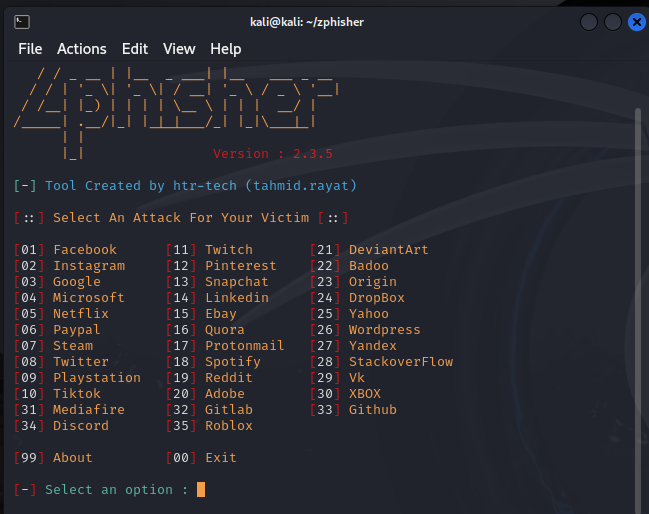 kali@kali: ~/zphisher
File Actions Edit View Help
Version : 2.3.5
[-] Tool Created by htr-tech (tahmid.rayat)
[::] Select An Attack For Your Victim [::]
[01] Facebook [11] Twitch [21] DeviantArt
[02] Instagram [12] Pinterest [22] Badoo
[03] Google [13] Snapchat [23] Origin
[04] Microsoft [14] Linkedin [24] DropBox
[05] Netflix [15] Ebay [25] Yahoo
[06] Paypal [16] Quora [26] Wordpress
[07] Steam [17] Protonmail [27] Yandex
[08] Twitter [18] Spotify [28] StackoverFlow
[09] Playstation [19] Reddit [29] Vk
[10] Tiktok [20] Adobe [30] XBOX
[31] Mediafire [32] Gitlab [33] Github
[34] Discord [35] Roblox
[99] About [00] Exit
[-] Select an option :